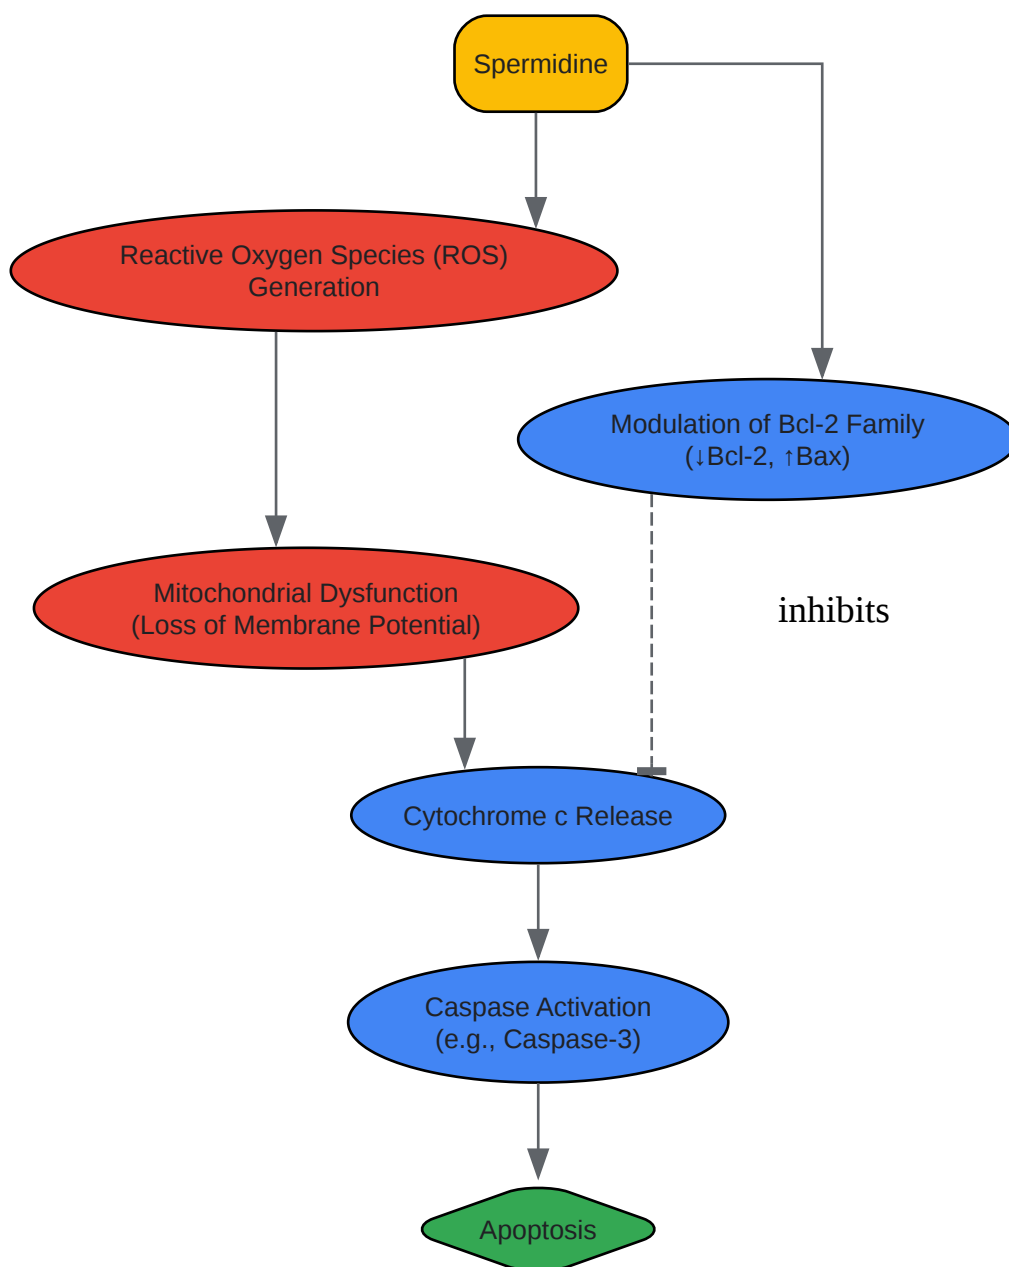 Spermidine
Reactive Oxygen Species (ROS)
Generation
Modulation of Bcl-2 Family
(↓Bcl-2, ↑Bax)
Mitochondrial Dysfunction
(Loss of Membrane Potential)
inhibits
Cytochrome c Release
Caspase Activation
(e.g., Caspase-3)
Apoptosis